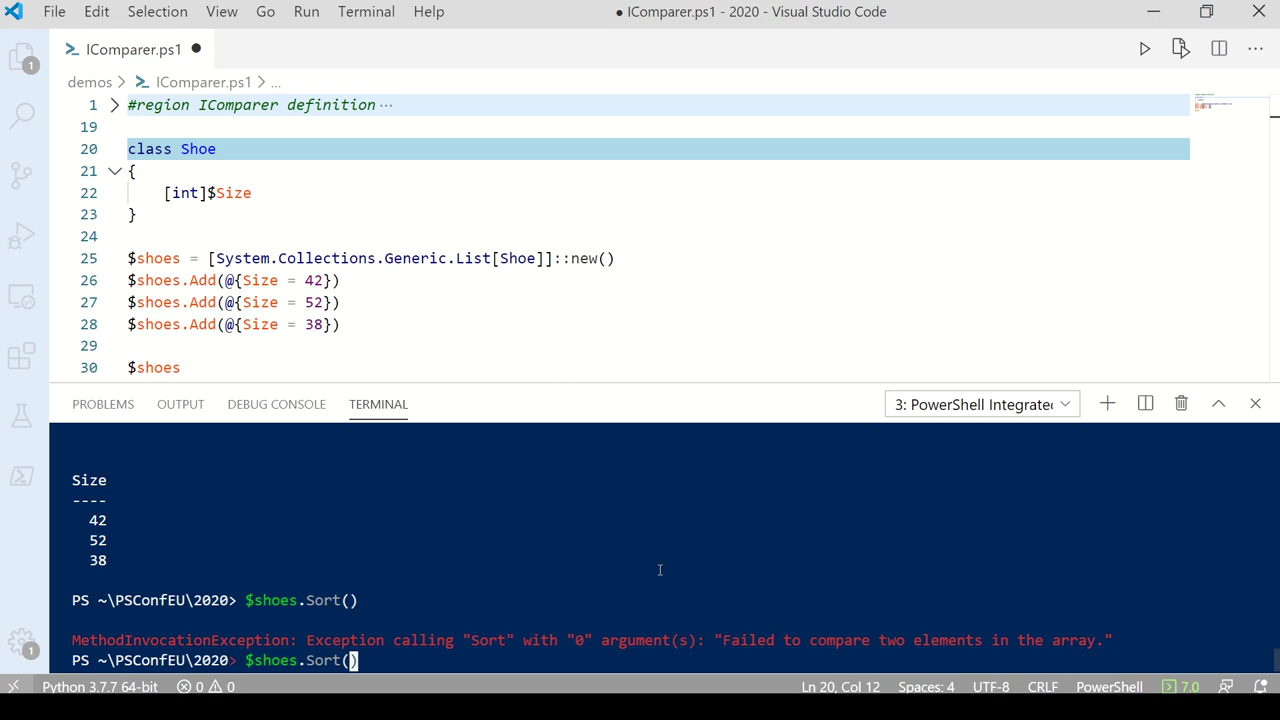 File Edit Selection View Go Run Terminal Help ● IComparer.ps1 - 2020 - Visual Studio Code
IComparer.ps1 ●
demos > IComparer.ps1 > ...
1 > #region IComparer definition ···
19
20 class Shoe
21 {
22 [int]$Size
23 }
24
25 $shoes = [System.Collections.Generic.List[Shoe]]::new()
26 $shoes.Add(@{Size = 42})
27 $shoes.Add(@{Size = 52})
28 $shoes.Add(@{Size = 38})
29
30 $shoes
PROBLEMS OUTPUT DEBUG CONSOLE TERMINAL 3: PowerShell Integrate
Size
----
42
52
38
PS ~\PSConfEU\2020> $shoes.Sort()
MethodInvocationException: Exception calling "Sort" with "0" argument(s): "Failed to compare two elements in the array."
PS ~\PSConfEU\2020> $shoes.Sort()
1
1
Python 3.7.7 64-bit 0 0 Ln 20, Col 12 Spaces: 4 UTF-8 CRLF PowerShell 7.0